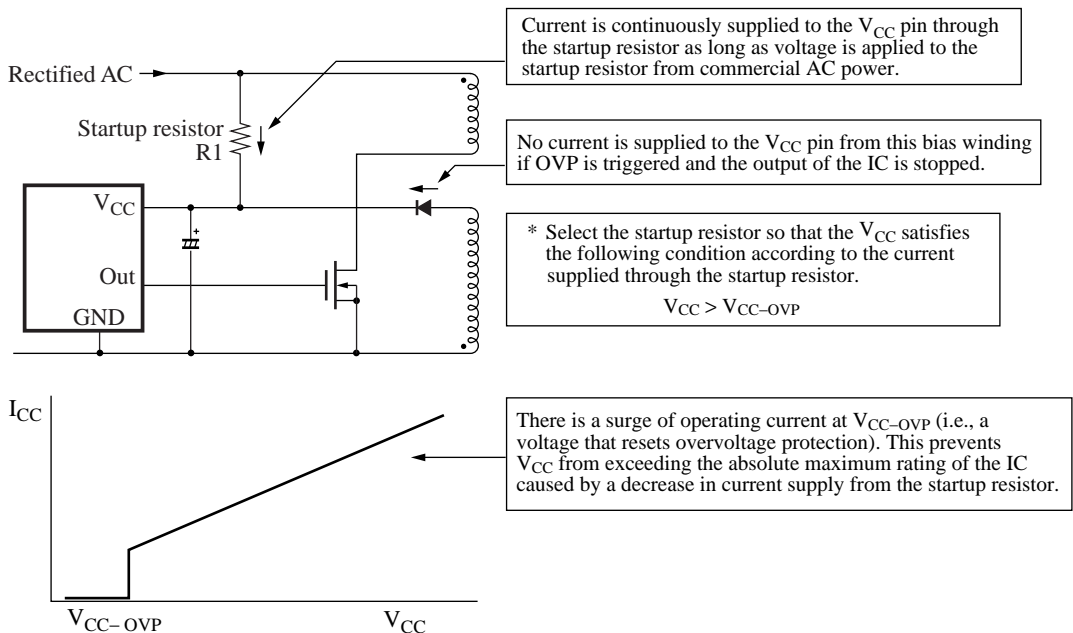 Current is continuously supplied to the VCC pin through
the startup resistor as long as voltage is applied to the
startup resistor from commercial AC power.
Rectified AC
Startup resistor
R1
No current is supplied to the VCC pin from this bias winding
if OVP is triggered and the output of the IC is stopped.
VCC
+
Out
GND
* Select the startup resistor so that the VCC satisfies
the following condition according to the current
supplied through the startup resistor.
VCC > VCC–OVP
ICC
There is a surge of operating current at VCC–OVP (i.e., a
voltage that resets overvoltage protection). This prevents
VCC from exceeding the absolute maximum rating of the IC
caused by a decrease in current supply from the startup resistor.
VCC– OVP
VCC